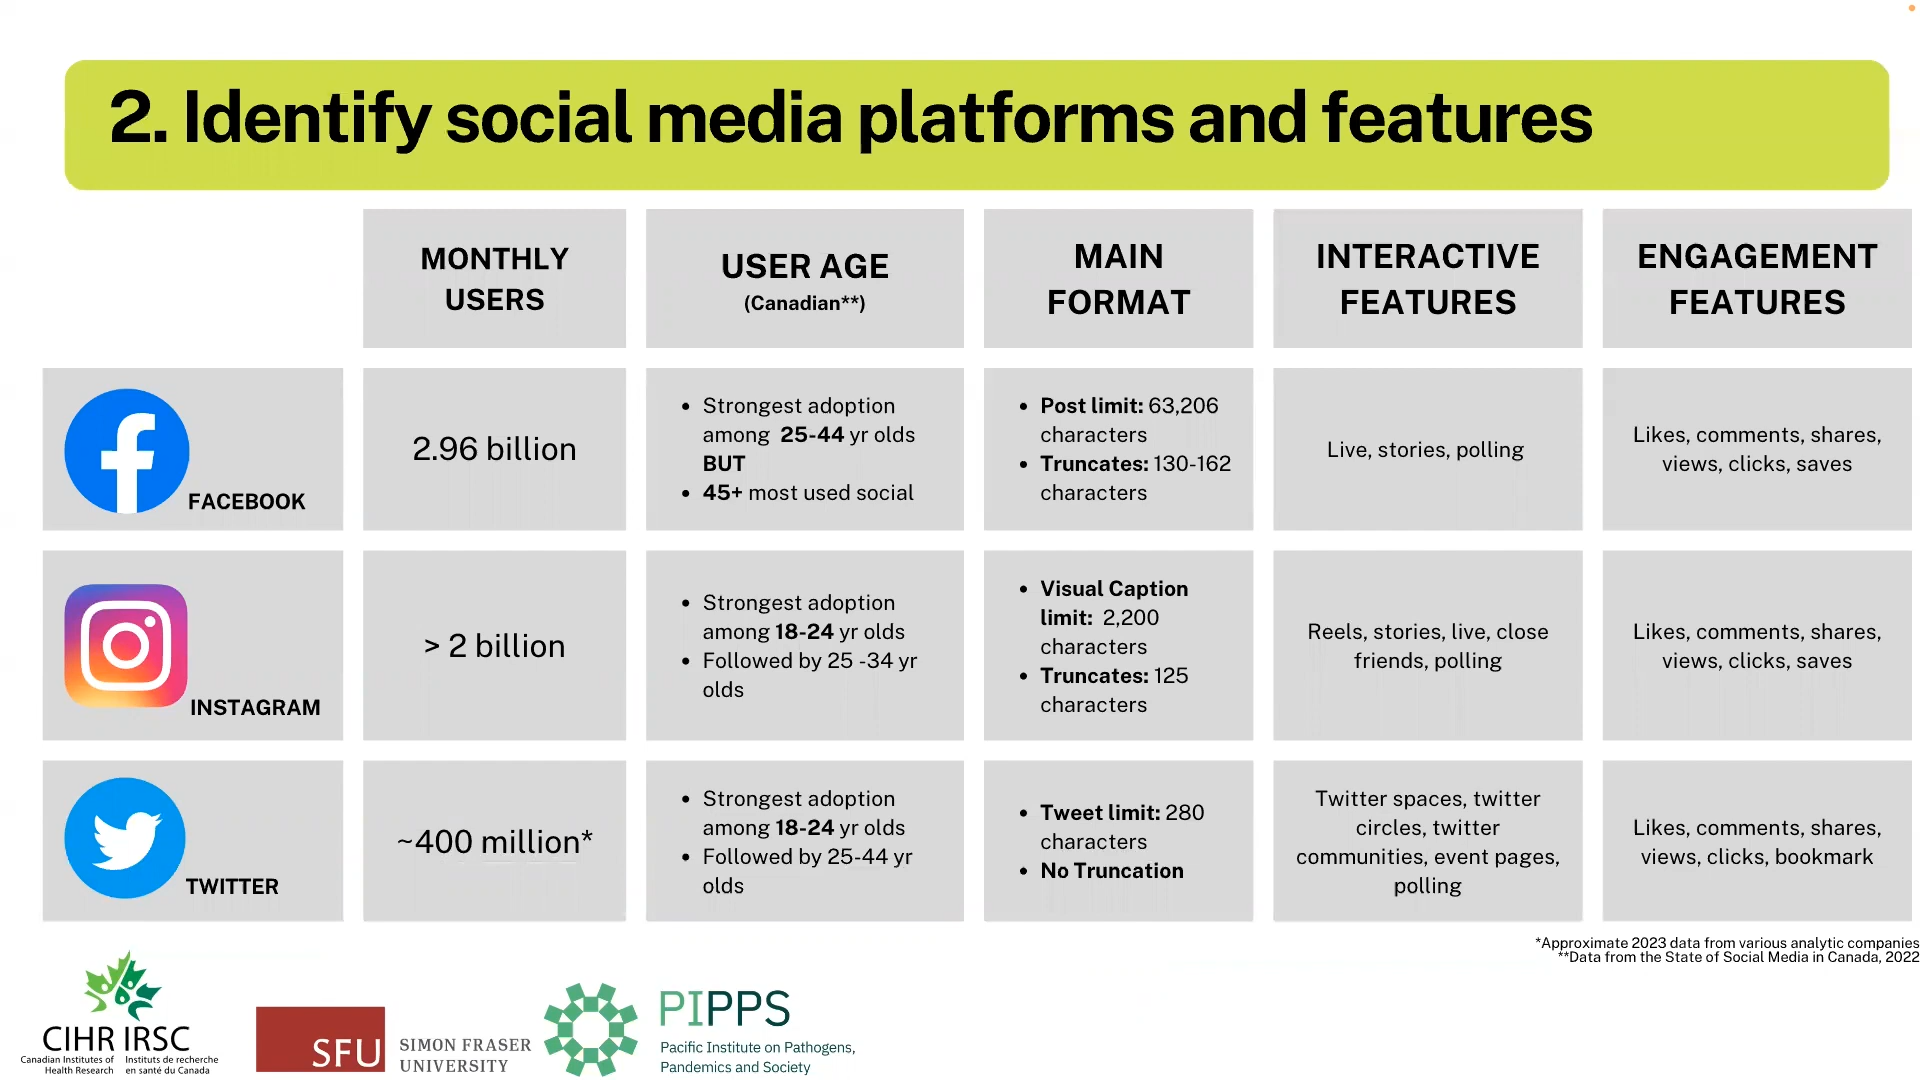 2. Identify social media platforms and features
MONTHLY
USERS
USER AGE
(Canadian**)
MAIN
FORMAT
INTERACTIVE
FEATURES
ENGAGEMENT
FEATURES
FACEBOOK
2.96 billion
• Strongest adoption
among 25-44 yr olds
BUT
• 45+ most used social
• Post limit: 63,206
characters
• Truncates: 130-162
characters
Live, stories, polling
Likes, comments, shares,
views, clicks, saves
INSTAGRAM
> 2 billion
• Strongest adoption
among 18-24 yr olds
• Followed by 25 -34 yr
olds
• Visual Caption
limit: 2,200
characters
• Truncates: 125
characters
Reels, stories, live, close
friends, polling
Likes, comments, shares,
views, clicks, saves
TWITTER
~400 million*
• Strongest adoption
among 18-24 yr olds
• Followed by 25-44 yr
olds
• Tweet limit: 280
characters
• No Truncation
Twitter spaces, twitter
circles, twitter
communities, event pages,
polling
Likes, comments, shares,
views, clicks, bookmark
*Approximate 2023 data from various analytic companies
**Data from the State of Social Media in Canada, 2022
CIHR IRSC
Canadian Institutes of Health Research
Instituts de recherche en santé du Canada
SFU
SIMON FRASER
UNIVERSITY
PIPPS
Pacific Institute on Pathogens,
Pandemics and Society